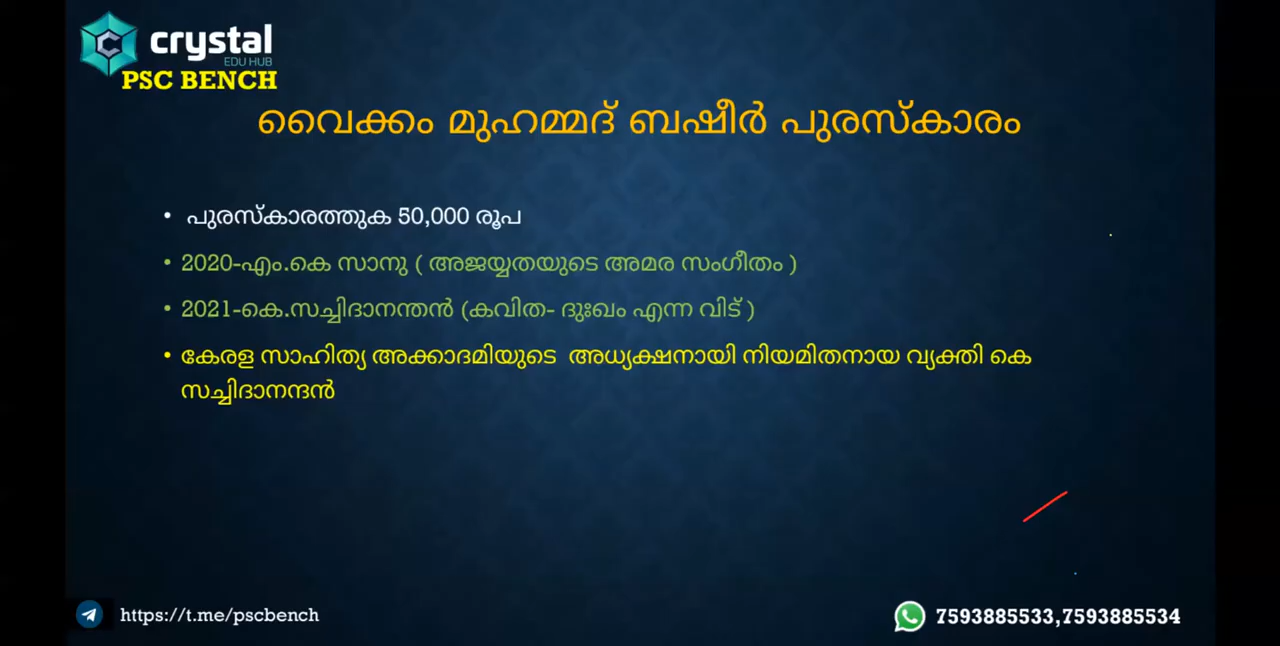 crystal
EDU HUB
PSC BENCH
വൈക്കം മുഹമ്മദ് ബഷീർ പുരസ്കാരം
• പുരസ്കാരത്തുക 50,000 രൂപ
• 2020-എം.കെ സാനു ( അജയ്യതയുടെ അമര സംഗീതം )
• 2021-കെ.സച്ചിദാനന്തൻ (കവിത- ദുഃഖം എന്ന വിട് )
• കേരള സാഹിത്യ അക്കാദമിയുടെ അധ്യക്ഷനായി നിയമിതനായ വ്യക്തി കെ
സച്ചിദാനന്ദൻ
https://t.me/pscbench
7593885533,7593885534